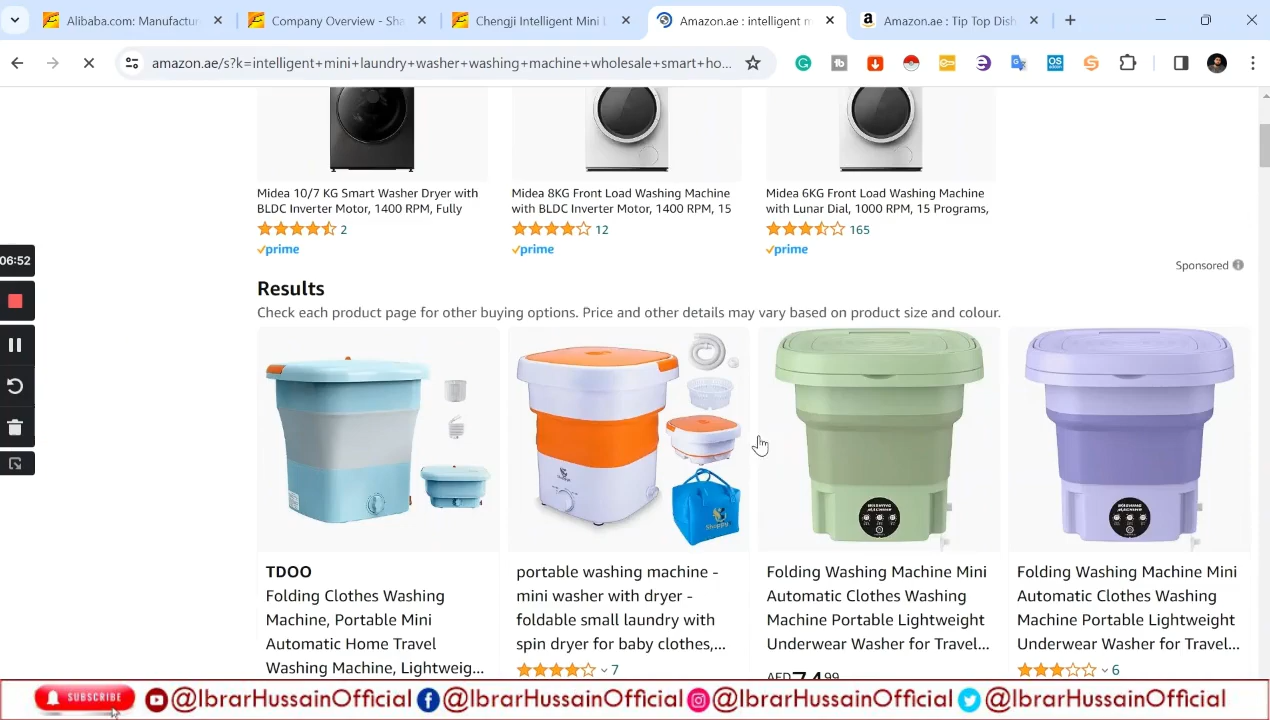 Alibaba.com: Manufactur
Company Overview - Sha
Chengji Intelligent Mini L
Amazon.ae : intelligent m
Amazon.ae : Tip Top Dish
amazon.ae/s?k=intelligent+mini+laundry+washer+washing+machine+wholesale+smart+ho...
Midea 10/7 KG Smart Washer Dryer with
BLDC Inverter Motor, 1400 RPM, Fully
2
prime
Midea 8KG Front Load Washing Machine
with BLDC Inverter Motor, 1400 RPM, 15
12
prime
Midea 6KG Front Load Washing Machine
with Lunar Dial, 1000 RPM, 15 Programs,
165
prime
06:52
Sponsored
Results
Check each product page for other buying options. Price and other details may vary based on product size and colour.
TDOO
Folding Clothes Washing
Machine, Portable Mini
Automatic Home Travel
Washing Machine, Lightweig...
portable washing machine -
mini washer with dryer -
foldable small laundry with
spin dryer for baby clothes,...
7
Folding Washing Machine Mini
Automatic Clothes Washing
Machine Portable Lightweight
Underwear Washer for Travel...
AED74.99
Folding Washing Machine Mini
Automatic Clothes Washing
Machine Portable Lightweight
Underwear Washer for Travel...
6
SUBSCRIBE
@IbrarHussainOfficial @IbrarHussainOfficial @IbrarHussainOfficial @IbrarHussainOfficial